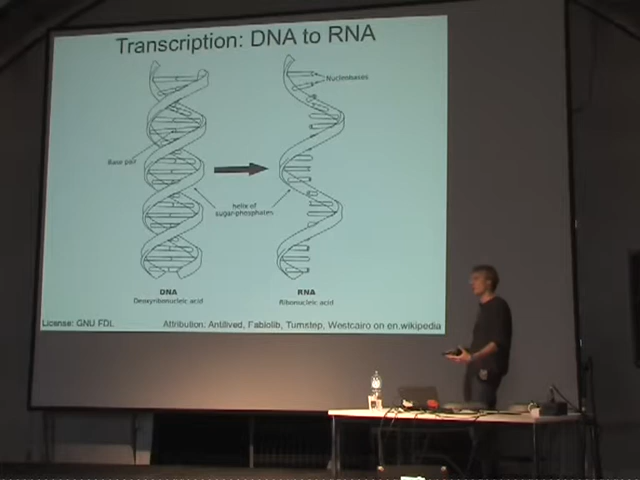 Transcription: DNA to RNA
Nucleobases
Base pair
helix of
sugar-phosphates
DNA
Deoxyribonucleic acid
RNA
Ribonucleic acid
License: GNU FDL
Attribution: Antilived, Fabiolib, Turnstep, Westcairo on en.wikipedia